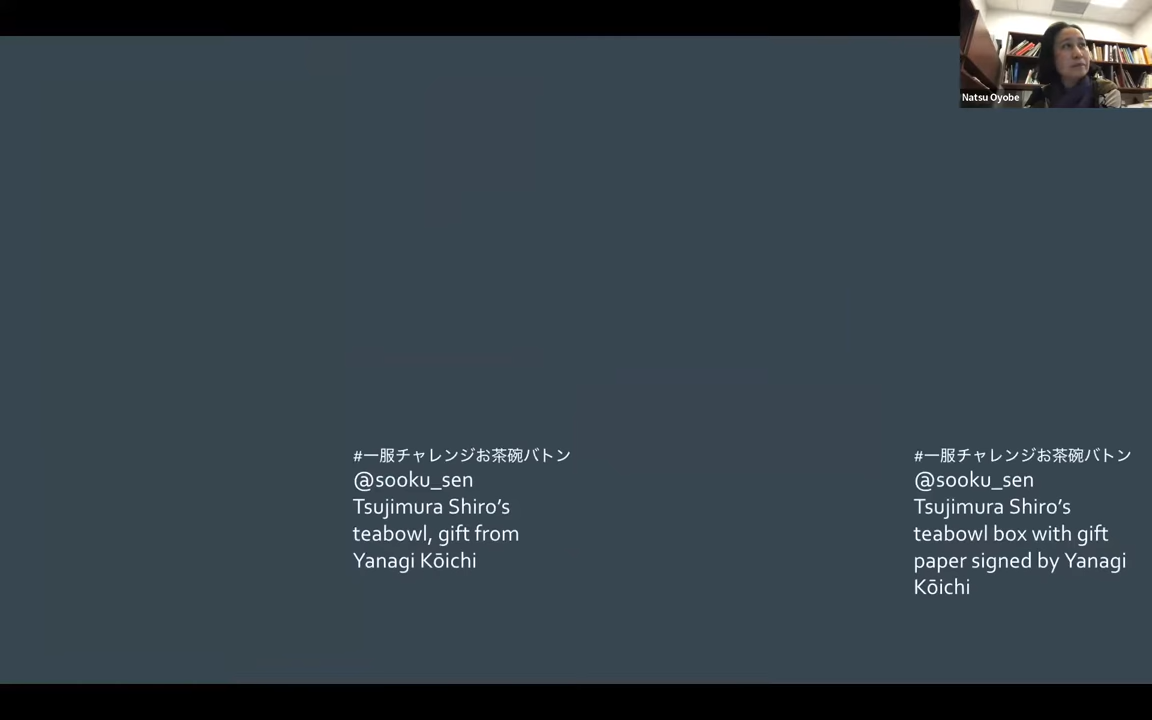 Natsu Oyobe
#一服チャレンジお茶碗バトン
@sooku_sen
Tsujimura Shiro’s
teabowl, gift from
Yanagi Kōichi
#一服チャレンジお茶碗バトン
@sooku_sen
Tsujimura Shiro’s
teabowl box with gift
paper signed by Yanagi
Kōichi